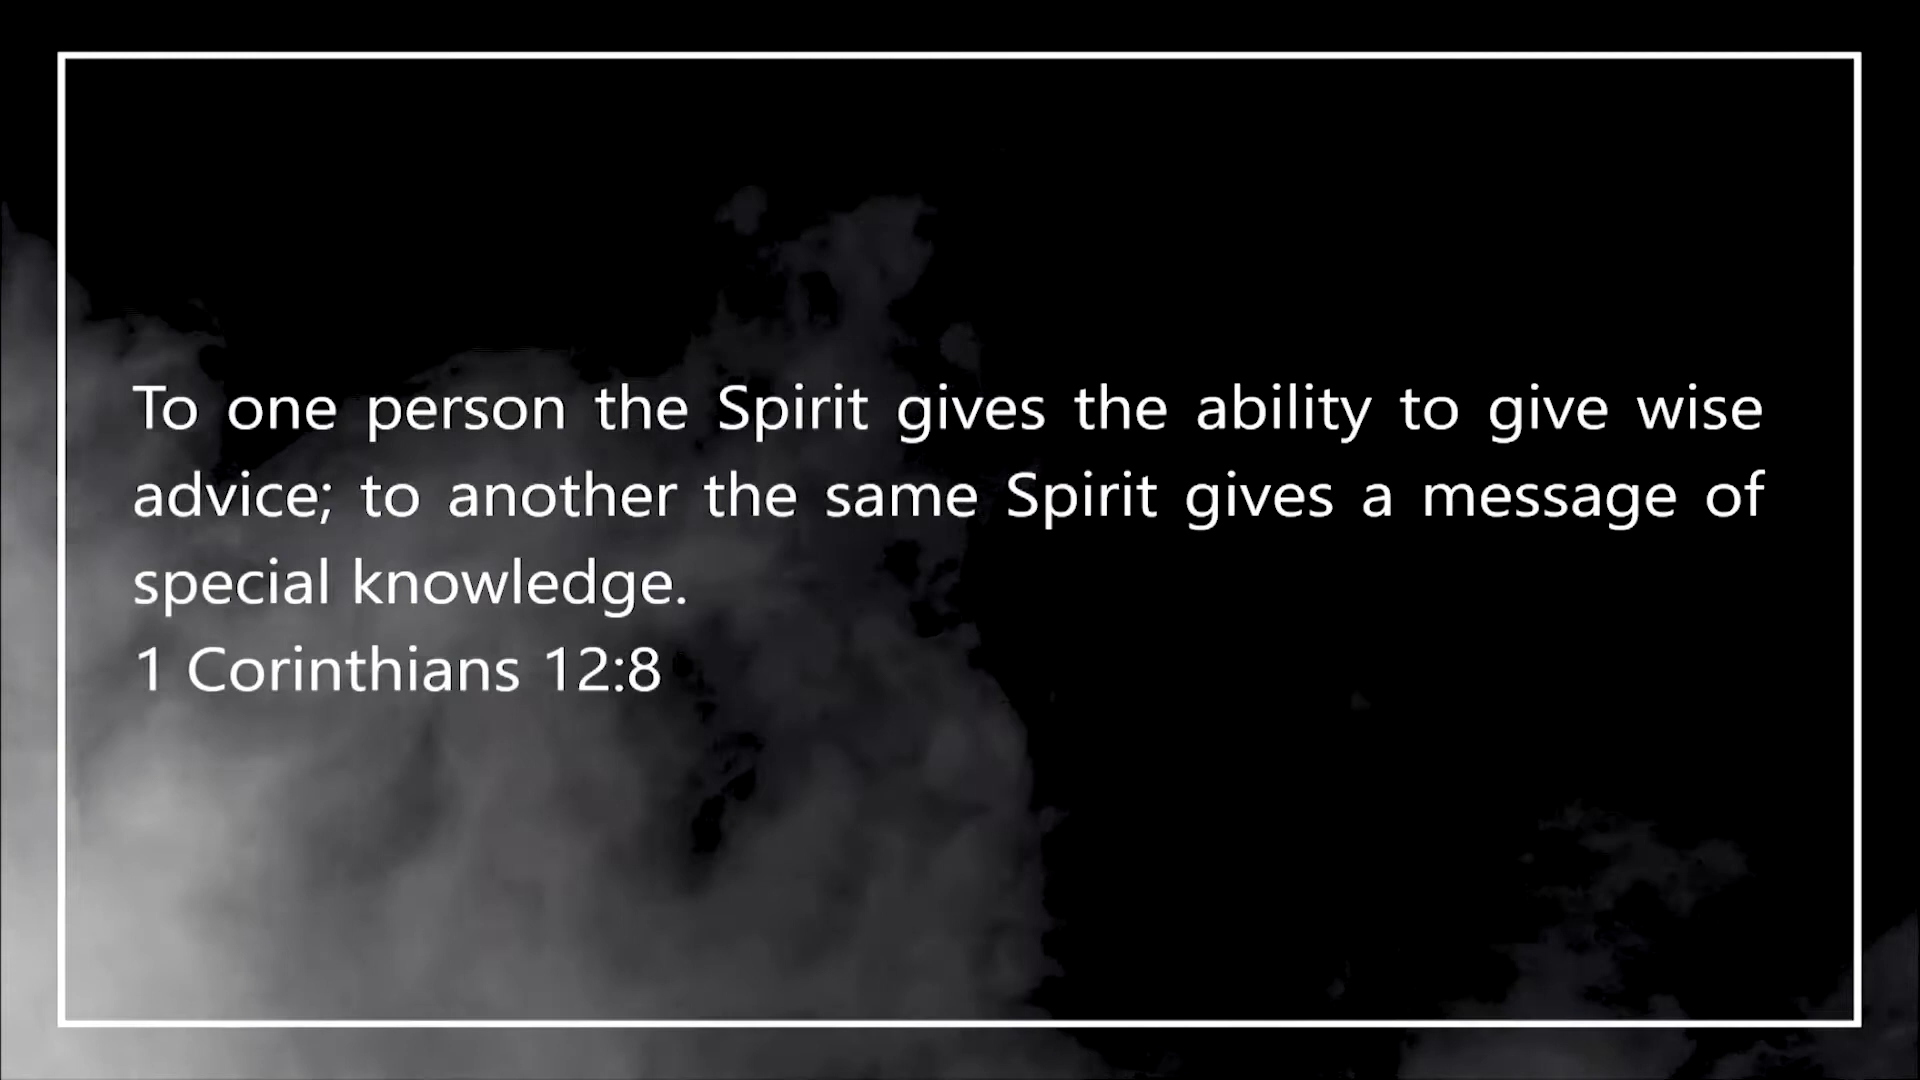 To one person the Spirit gives the ability to give wise
advice; to another the same Spirit gives a message of
special knowledge.
1 Corinthians 12:8